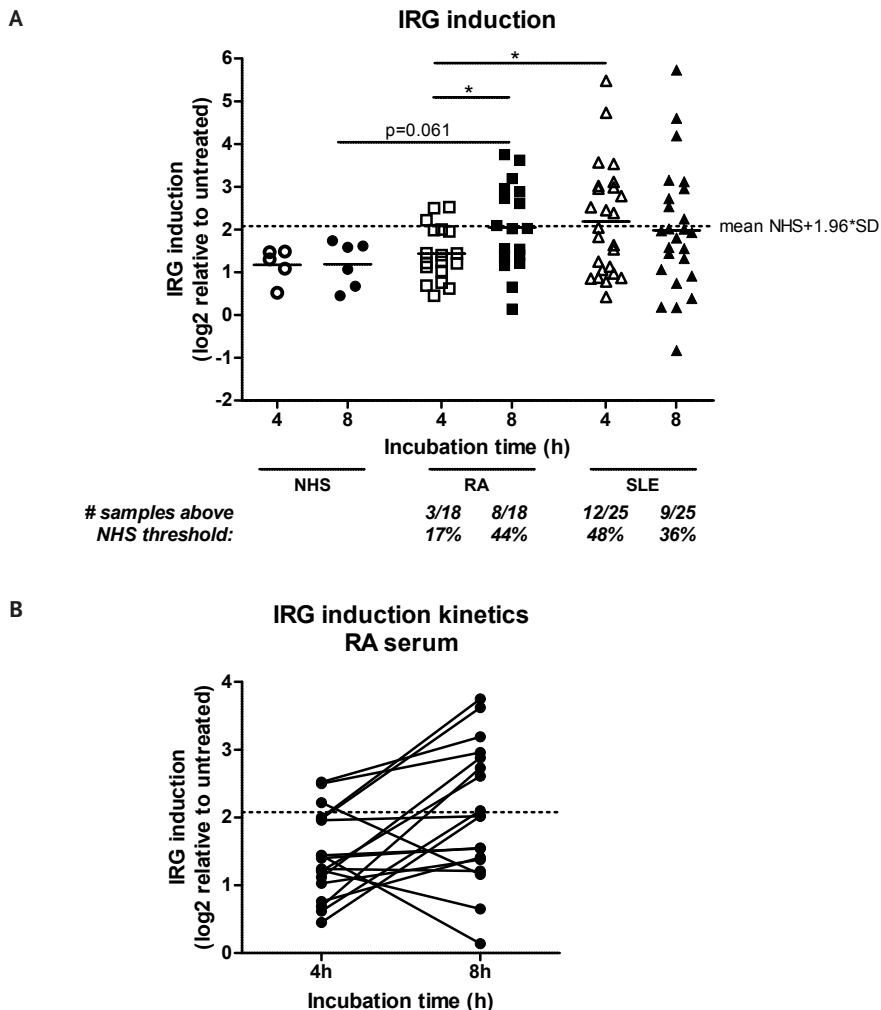 A
IRG induction
IRG induction
(log2 relative to untreated)
6
5
4
3
2
1
0
-1
-2
*
*
p=0.061
mean NHS+1.96*SD
4 8 4 8 4 8
Incubation time (h)
NHS RA SLE
# samples above 3/18 8/18 12/25 9/25
NHS threshold: 17% 44% 48% 36%
B
IRG induction kinetics
RA serum
IRG induction
(log2 relative to untreated)
4
3
2
1
0
4h 8h
Incubation time (h)